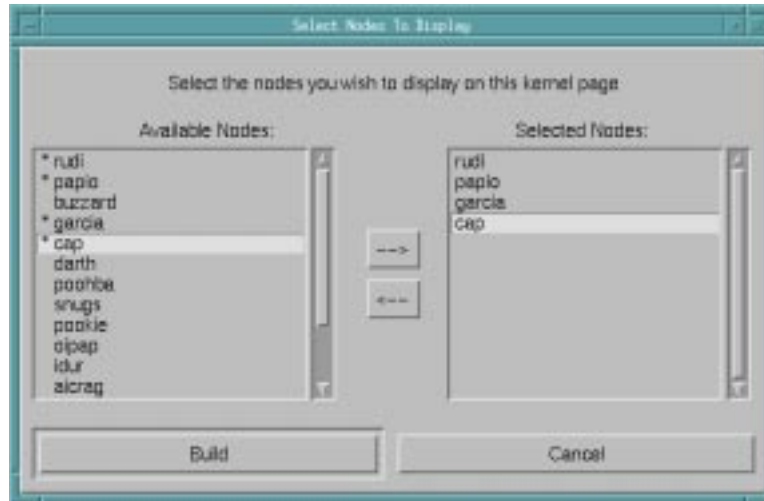 Select Nodes To Display
Select the nodes you wish to display on this kernel page
Available Nodes:
* rudi
* papio
buzzard
* garcia
* cap
darth
poohba
snugs
pookie
oipap
idur
aicrag
-->
<--
Selected Nodes:
rudi
papio
garcia
cap
Build
Cancel